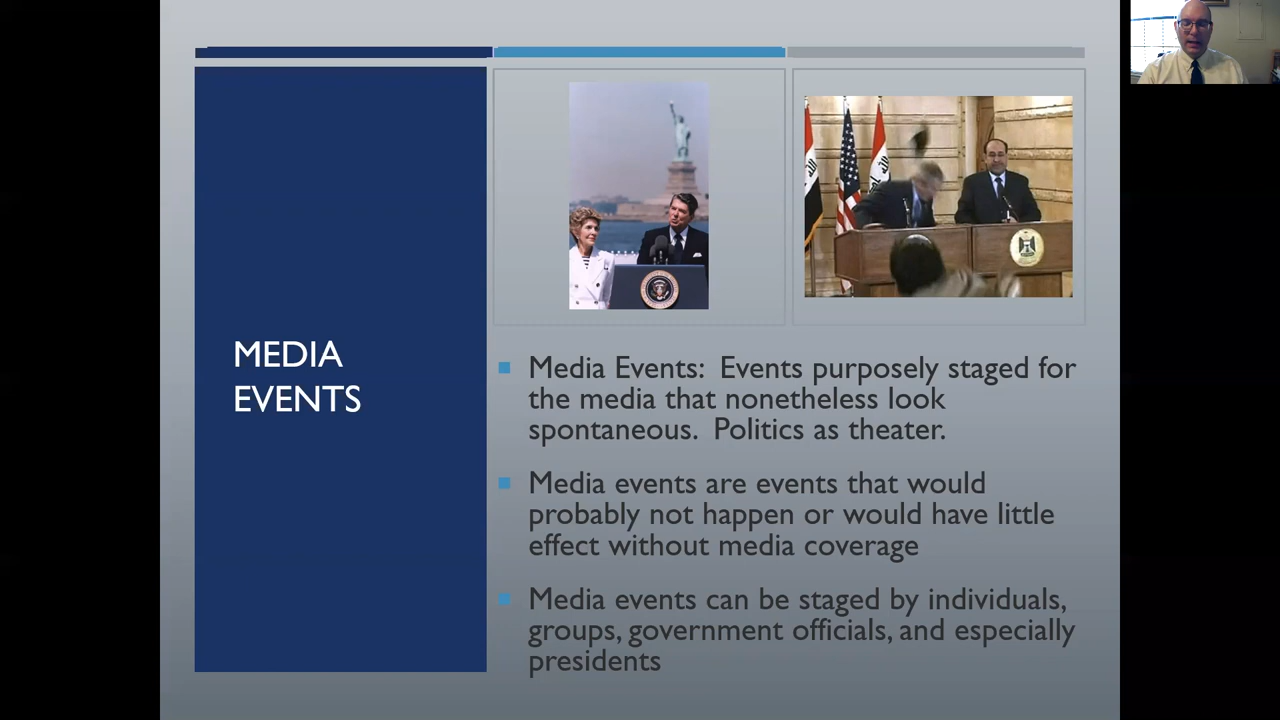 MEDIA
EVENTS
Media Events:  Events purposely staged for
the media that nonetheless look
spontaneous.  Politics as theater.
Media events are events that would
probably not happen or would have little
effect without media coverage
Media events can be staged by individuals,
groups, government officials, and especially
presidents